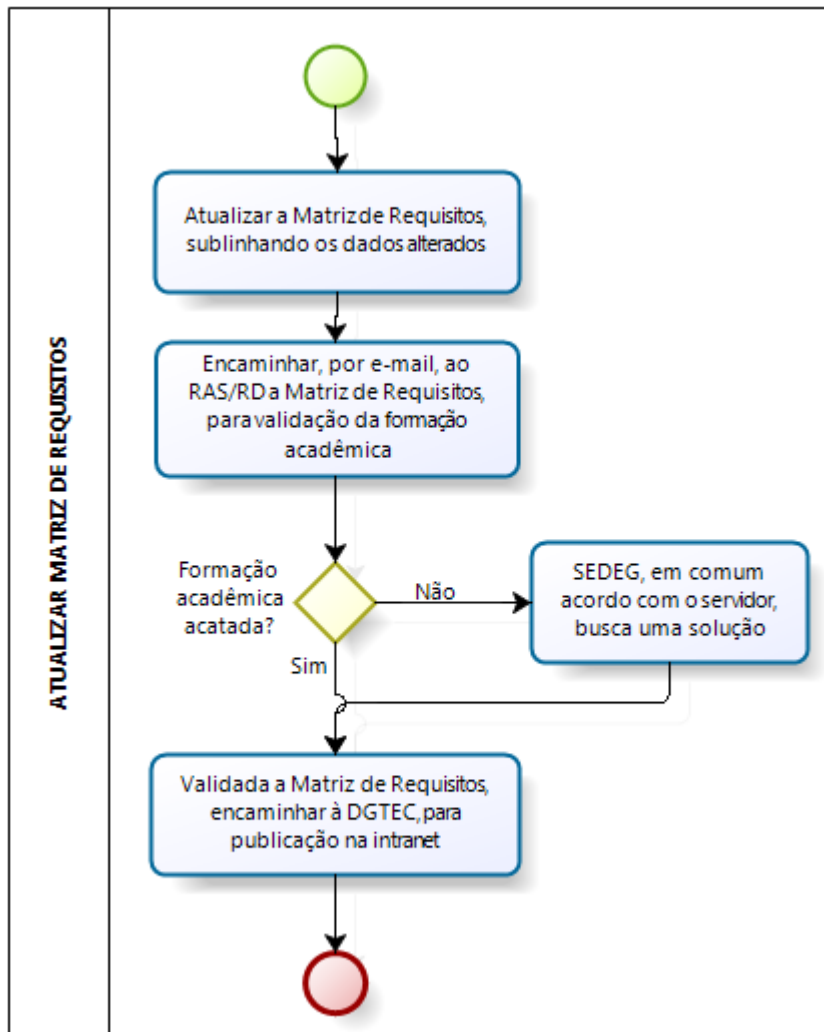 ATUALIZAR MATRIZ DE REQUISITOS
Atualizar a Matriz de Requisitos,
sublinhando os dados alterados
Encaminhar, por e-mail, ao
RAS/RD a Matriz de Requisitos,
para validação da formação
acadêmica
Formação
acadêmica
acatada?
Não
SEDEG, em comum
acordo com o servidor,
busca uma solução
Sim
Validada a Matriz de Requisitos,
encaminhar à DGTEC, para
publicação na intranet